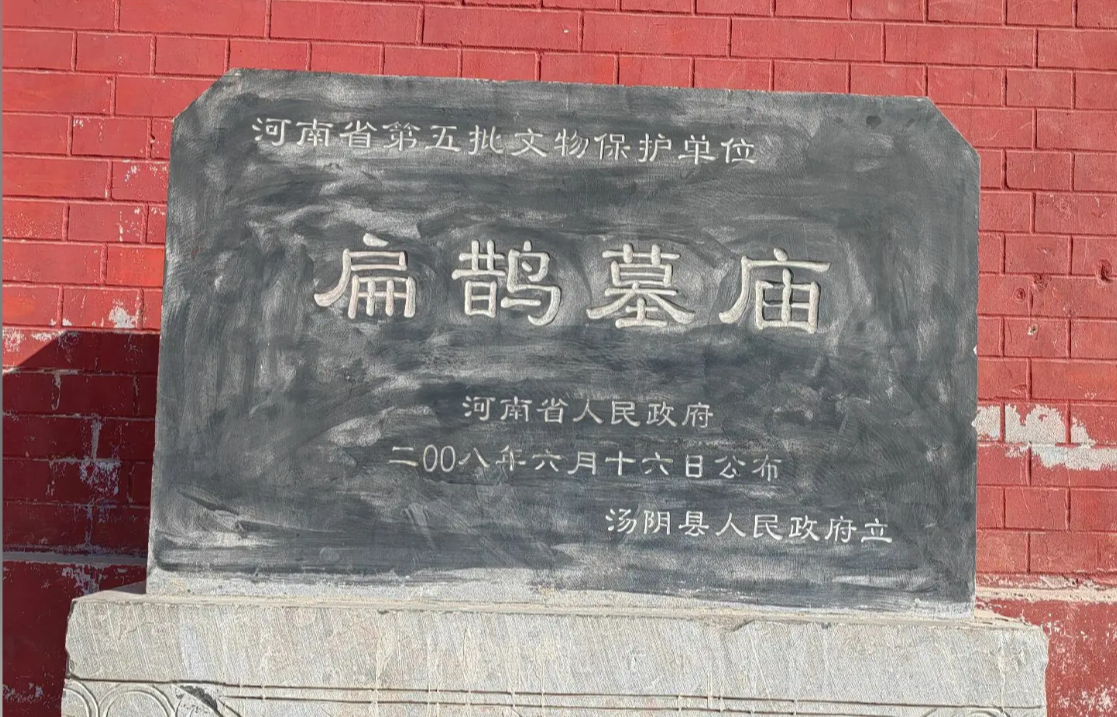 河南省第五批文物保护单位
扁鹊墓庙
河南省人民政府
二00八年六月十六日公布
汤阴县人民政府立